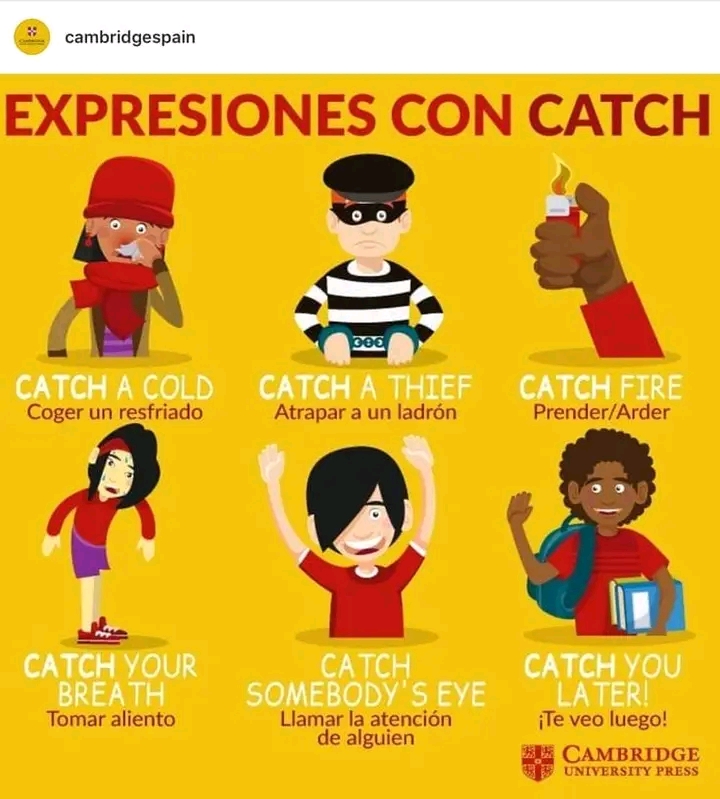 cambridgespain
EXPRESIONES CON CATCH
CATCH A COLD
Coger un resfriado
CATCH A THIEF
Atrapar a un ladrón
CATCH FIRE
Prender/Arder
CATCH YOUR
BREATH
Tomar aliento
CATCH
SOMEBODY'S EYE
Llamar la atención
de alguien
CATCH YOU
LATER!
¡Te veo luego!
CAMBRIDGE
UNIVERSITY PRESS